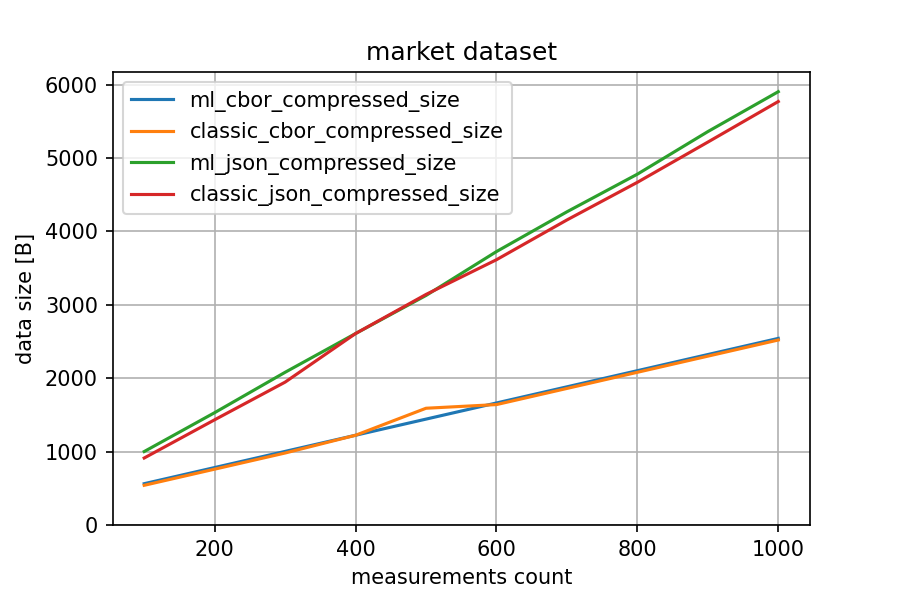 market dataset
6000
5000
4000
3000
2000
1000
0
data size [B]
ml_cbor_compressed_size
classic_cbor_compressed_size
ml_json_compressed_size
classic_json_compressed_size
200 400 600 800 1000
measurements count